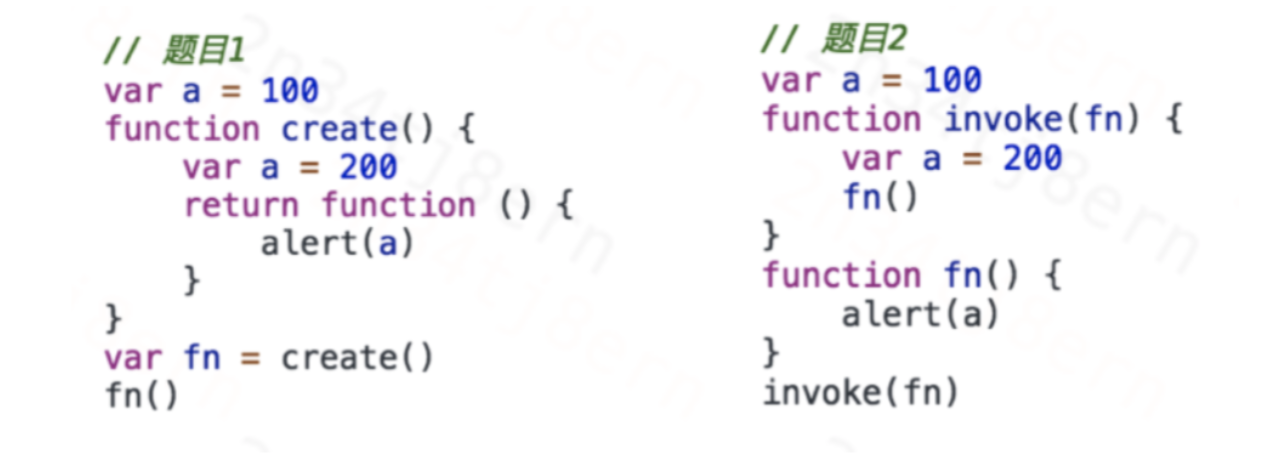 // 题目1
var a = 100
function create() {
    var a = 200
    return function () {
        alert(a)
    }
}
var fn = create()
fn()
// 题目2
var a = 100
function invoke(fn) {
    var a = 200
    fn()
}
function fn() {
    alert(a)
}
invoke(fn)